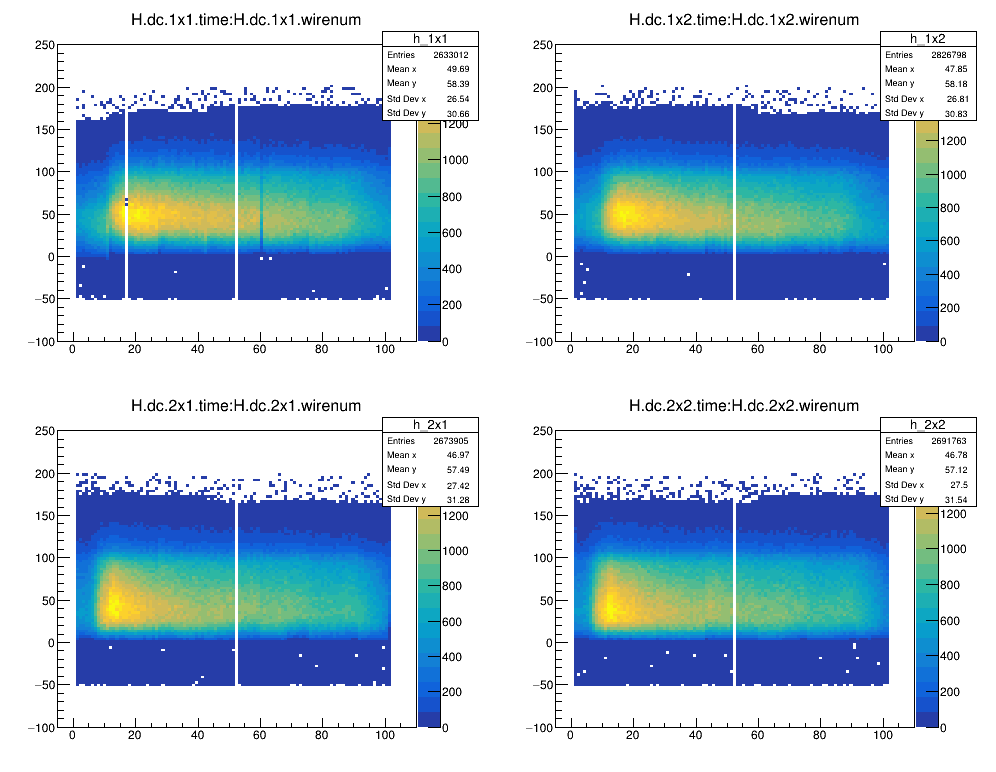 H.dc.1x1.time:H.dc.1x1.wirenum
h_1x1
Entries 2633012
Mean x 49.69
Mean y 58.39
Std Dev x 26.54
Std Dev y 30.66
250
200
150
100
50
0
−50
−100
0 20 40 60 80 100
1200
1000
800
600
400
200
0
H.dc.1x2.time:H.dc.1x2.wirenum
h_1x2
Entries 2826798
Mean x 47.85
Mean y 58.18
Std Dev x 26.81
Std Dev y 30.83
250
200
150
100
50
0
−50
−100
0 20 40 60 80 100
1200
1000
800
600
400
200
0
H.dc.2x1.time:H.dc.2x1.wirenum
h_2x1
Entries 2673905
Mean x 46.97
Mean y 57.49
Std Dev x 27.42
Std Dev y 31.28
250
200
150
100
50
0
−50
−100
0 20 40 60 80 100
1200
1000
800
600
400
200
0
H.dc.2x2.time:H.dc.2x2.wirenum
h_2x2
Entries 2691763
Mean x 46.78
Mean y 57.12
Std Dev x 27.5
Std Dev y 31.54
250
200
150
100
50
0
−50
−100
0 20 40 60 80 100
1200
1000
800
600
400
200
0